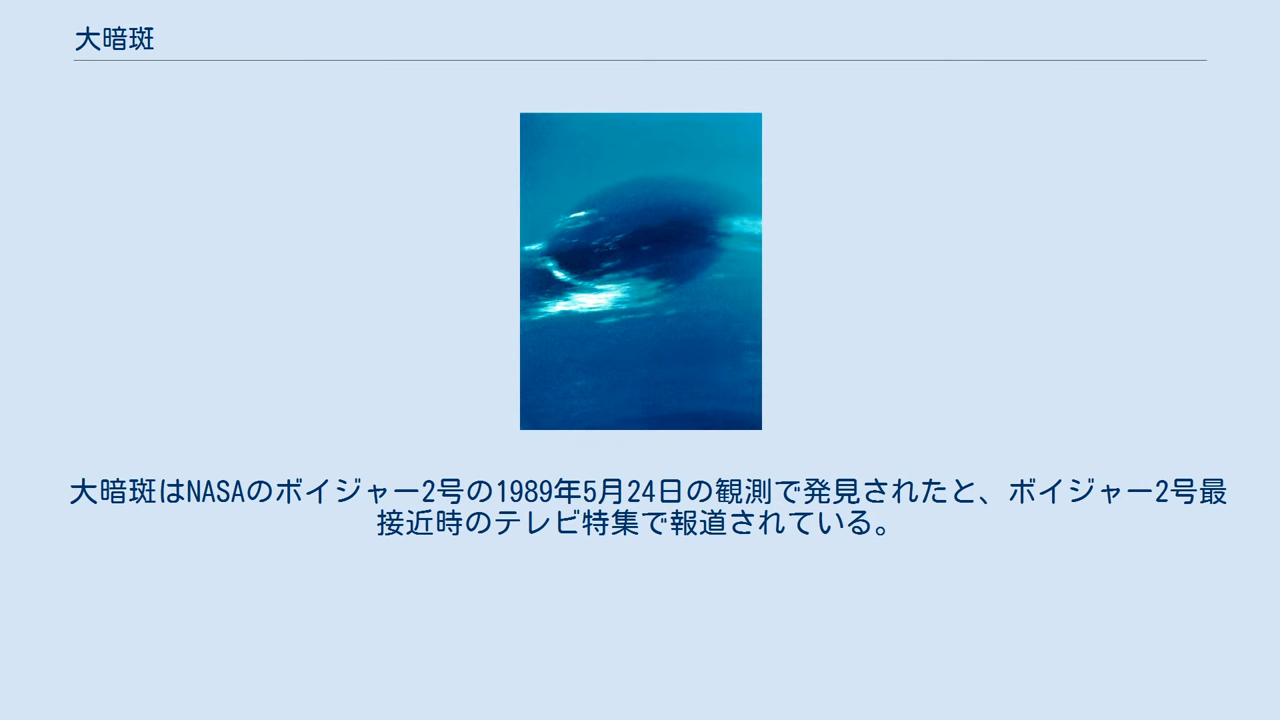 大暗斑
大暗斑はNASAのボイジャー2号の1989年5月24日の観測で発見されたと、ボイジャー2号最
接近時のテレビ特集で報道されている。